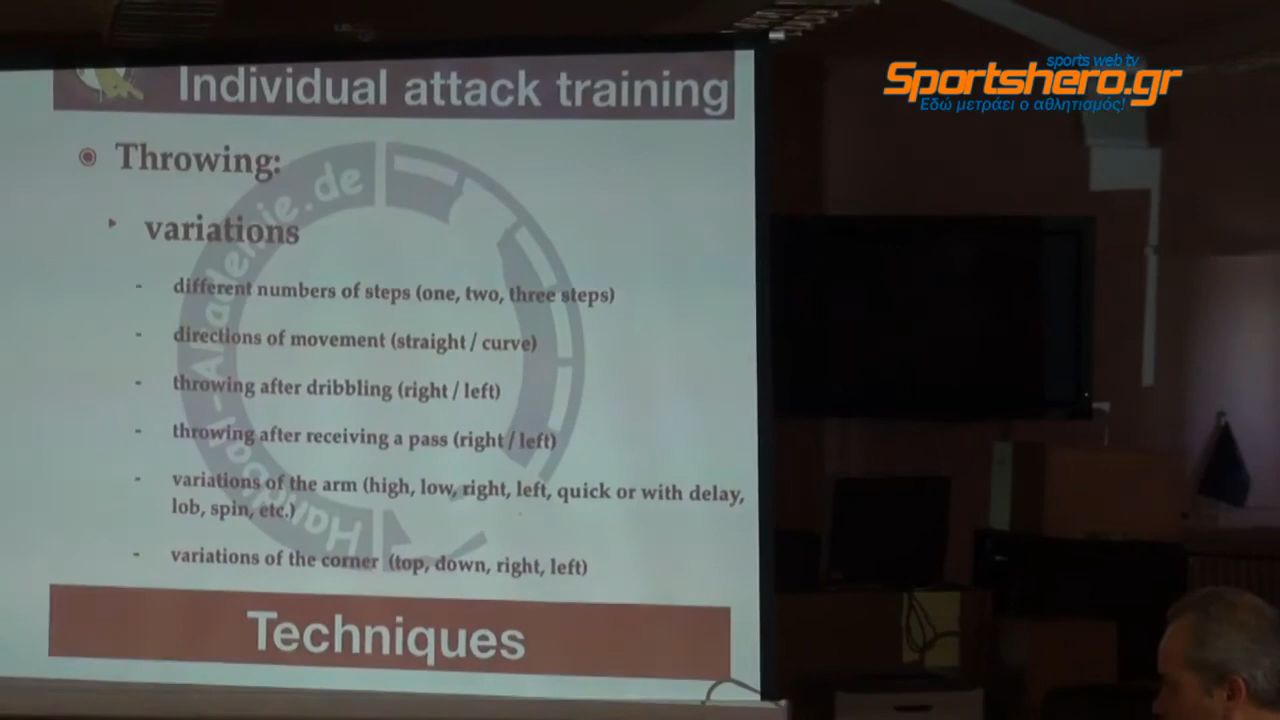 sports web tv
Sportshero.gr
Εδώ μετράει ο αθλητισμός!
Individual attack training
Throwing:
variations
- different numbers of steps (one, two, three steps)
- directions of movement (straight / curve)
- throwing after dribbling (right / left)
- throwing after receiving a pass (right / left)
- variations of the arm (high, low, right, left, quick or with delay,
lob, spin, etc.)
- variations of the corner (top, down, right, left)
Handball-Akademie.de
Techniques